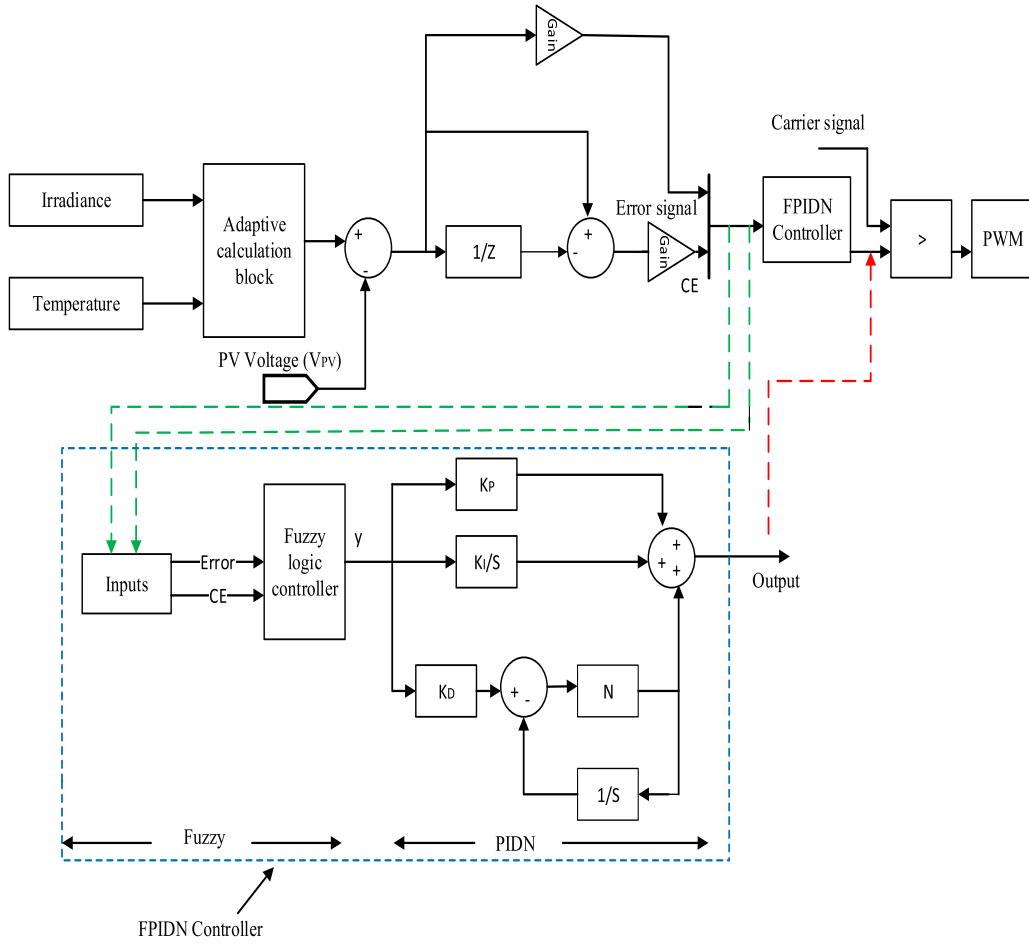 Gain
Carrier signal
Irradiance
Adaptive
calculation
block
+
-
1/Z
+
-
Error signal
Gain
CE
FPIDN
Controller
>
PWM
Temperature
PV Voltage (VPV)
KP
Inputs
Error
CE
Fuzzy
logic
controller
y
KI/S
+
+
+
Output
KD
+
-
N
1/S
Fuzzy
PIDN
FPIDN Controller